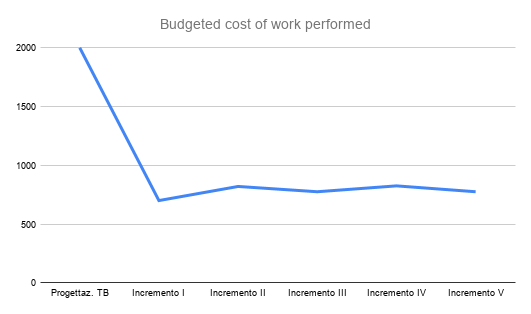 Budgeted cost of work performed
2000
1500
1000
500
0
Progettaz. TB Incremento I Incremento II Incremento III Incremento IV Incremento V